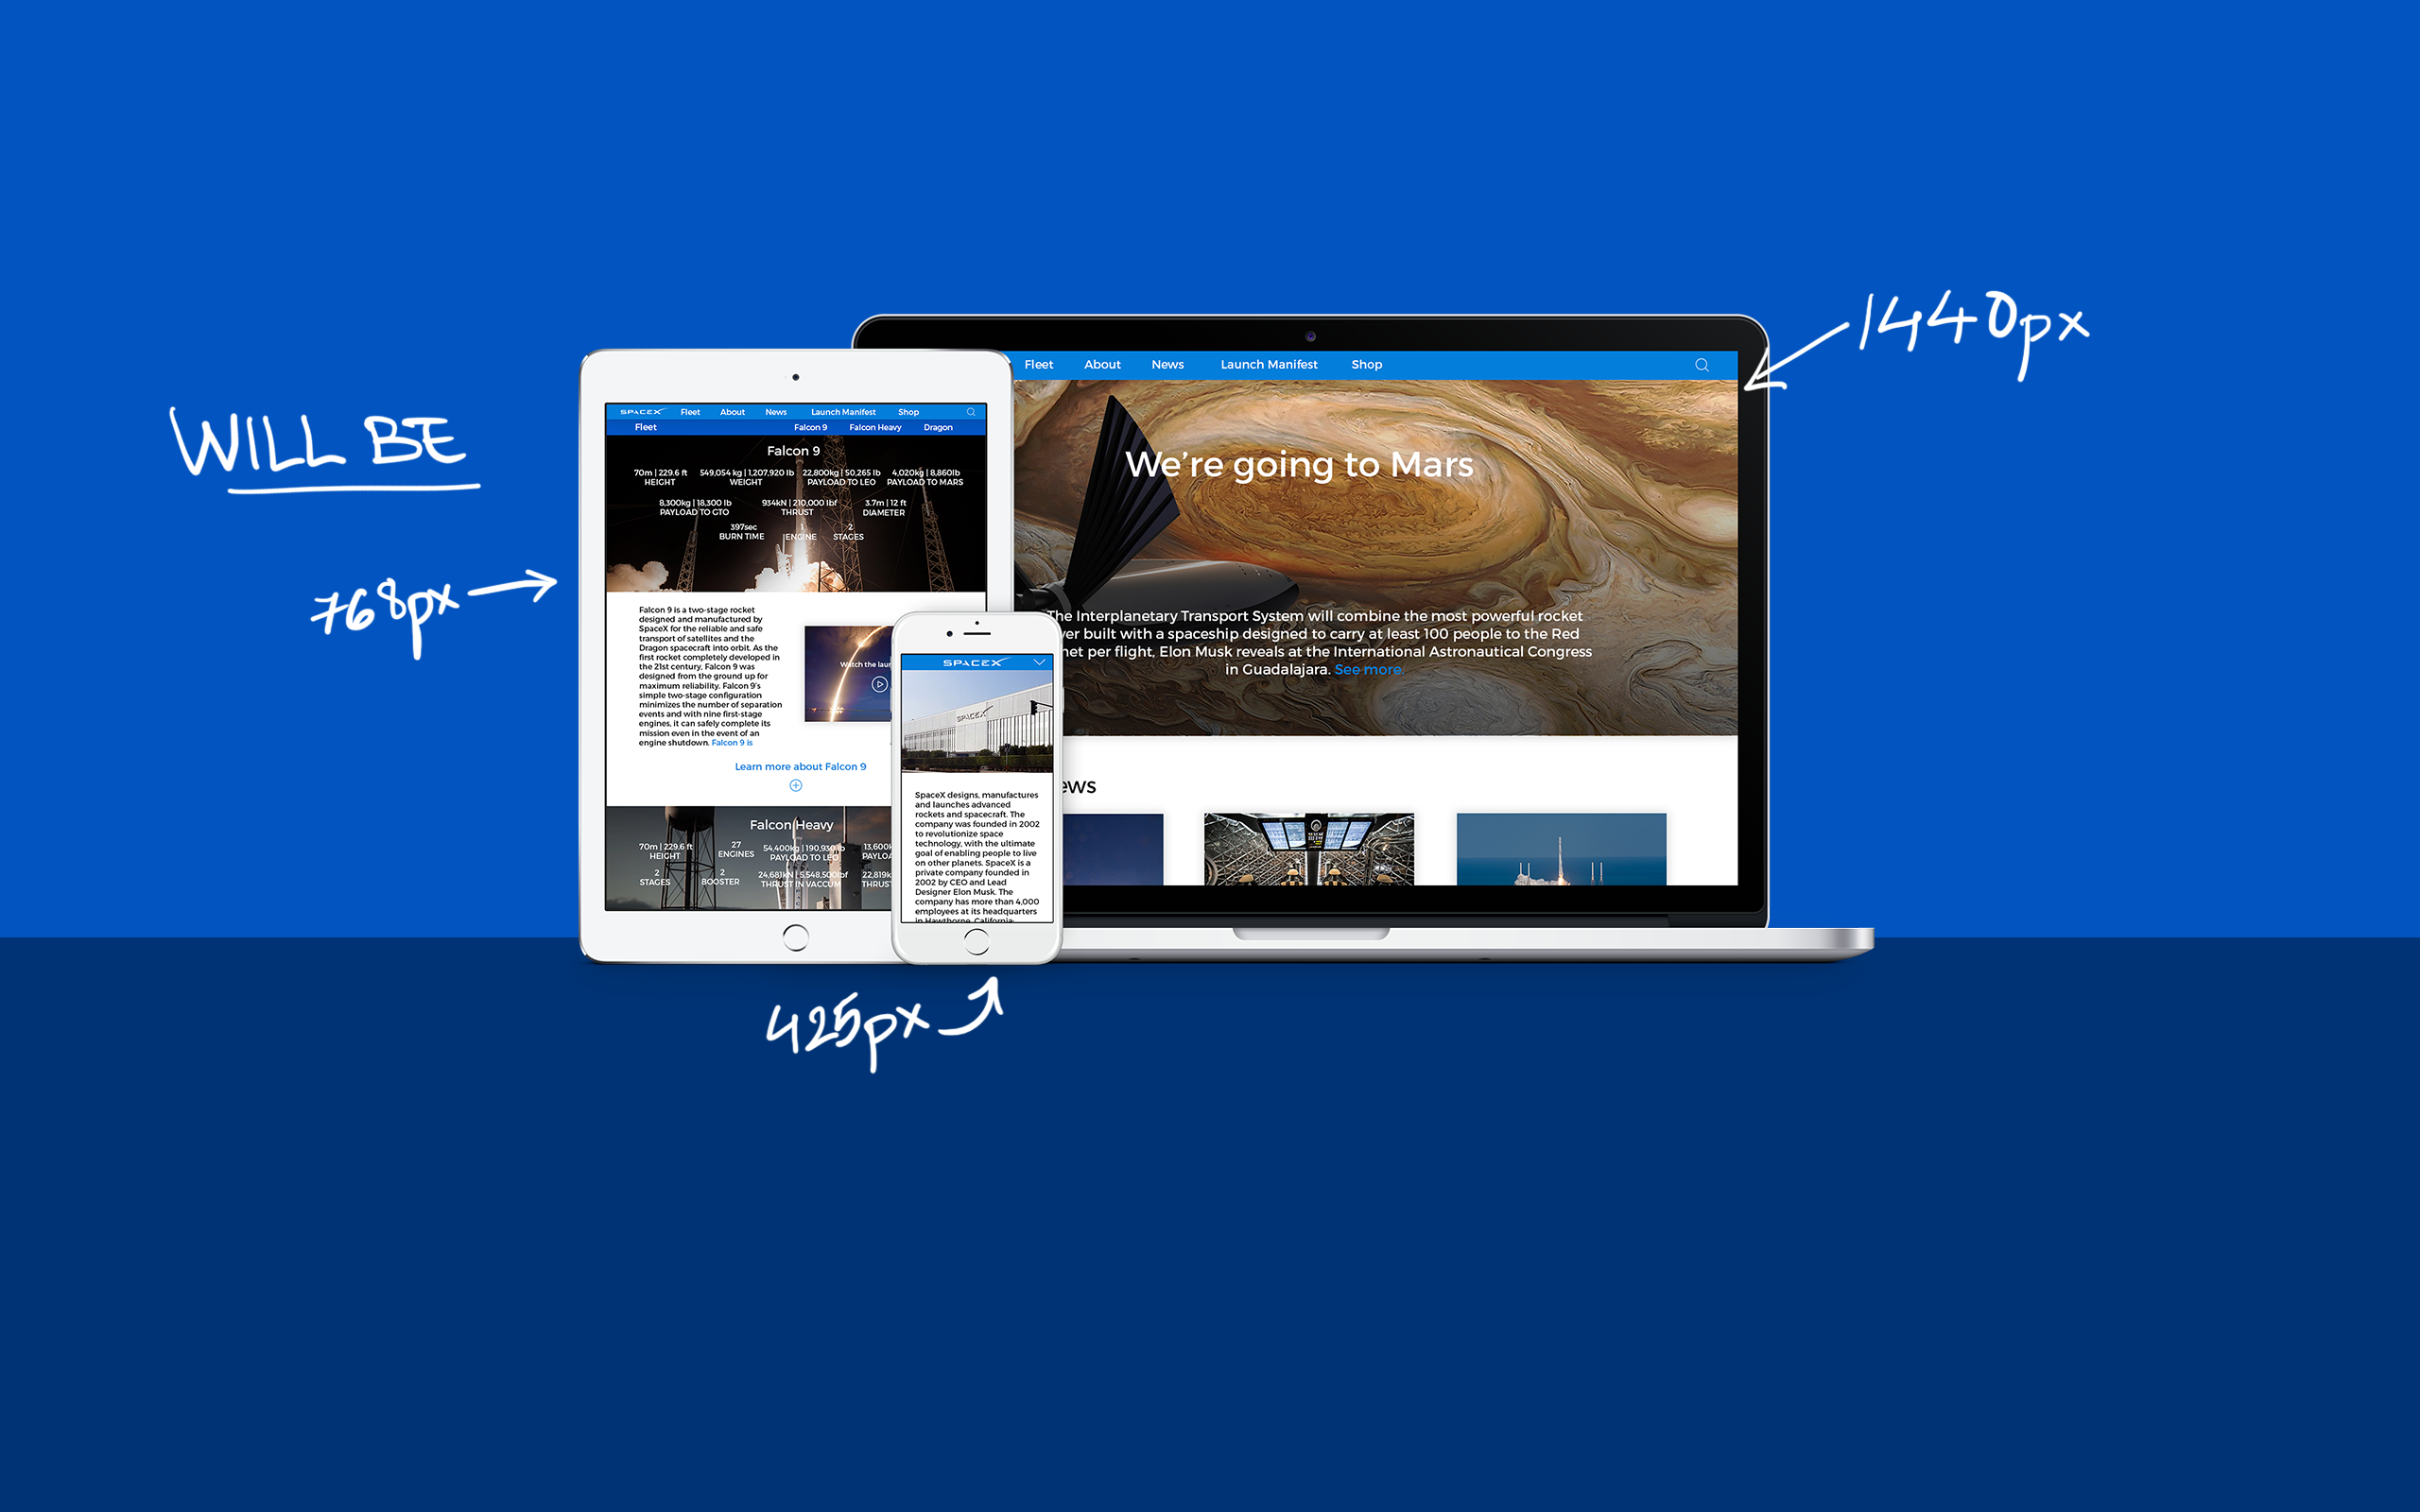 1440px
WILL BE
768px
425px
Fleet About News Launch Manifest Shop
We're going to Mars
The Interplanetary Transport System will combine the most powerful rocket
ver built with a spaceship designed to carry at least 100 people to the Red
net per flight, Elon Musk reveals at the International Astronautical Congress
in Guadalajara. See more.
ews
SPACEX Fleet About News Launch Manifest Shop
Fleet Falcon 9 Falcon Heavy Dragon
Falcon 9
70m | 229.6 ft 549,054 kg | 1,207,920 lb 22,800kg | 50,265 lb 4,020kg | 8,860lb
HEIGHT WEIGHT PAYLOAD TO LEO PAYLOAD TO MARS
8,300kg | 18,300 lb 934kN | 210,000 lbf 3.7m | 12 ft
PAYLOAD TO GTO THRUST DIAMETER
397sec 1 2
BURN TIME ENGINE STAGES
Falcon 9 is a two-stage rocket
designed and manufactured by
SpaceX for the reliable and safe
transport of satellites and the
Dragon spacecraft into orbit. As the
first rocket completely developed in
the 21st century, Falcon 9 was
designed from the ground up for
maximum reliability. Falcon 9's
simple two-stage configuration
minimizes the number of separation
events and with nine first-stage
engines, it can safely complete its
mission even in the event of an
engine shutdown. Falcon 9 is
Watch the laun
Learn more about Falcon 9
Falcon Heavy
70m | 229.6 ft 27 54,400kg | 190,930 lb 13,600k
HEIGHT ENGINES PAYLOAD TO LEO PAYLOA
2 2 24,681kN | 5,548,500lbf 22,819k
STAGES BOOSTER THRUST IN VACCUM THRUST
SPACEX
SPACEX
SpaceX designs, manufactures
and launches advanced
rockets and spacecraft. The
company was founded in 2002
to revolutionize space
technology, with the ultimate
goal of enabling people to live
on other planets. SpaceX is a
private company founded in
2002 by CEO and Lead
Designer Elon Musk. The
company has more than 4,000
employees at its headquarters
in Hawthorne, California;